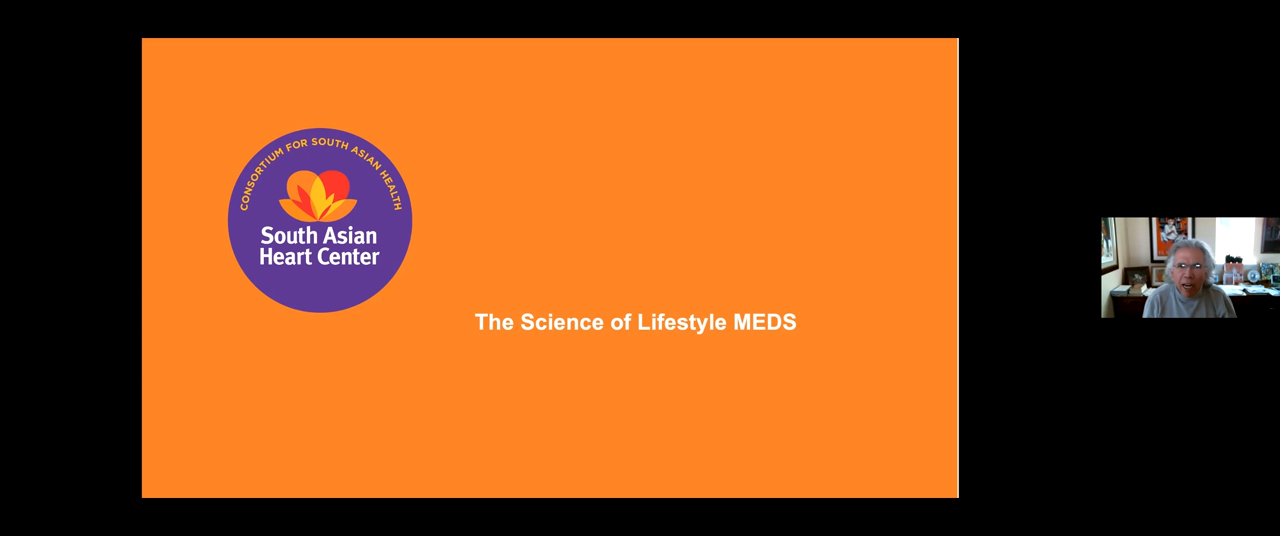 CONSORTIUM FOR SOUTH ASIAN HEALTH
South Asian
Heart Center
The Science of Lifestyle MEDS